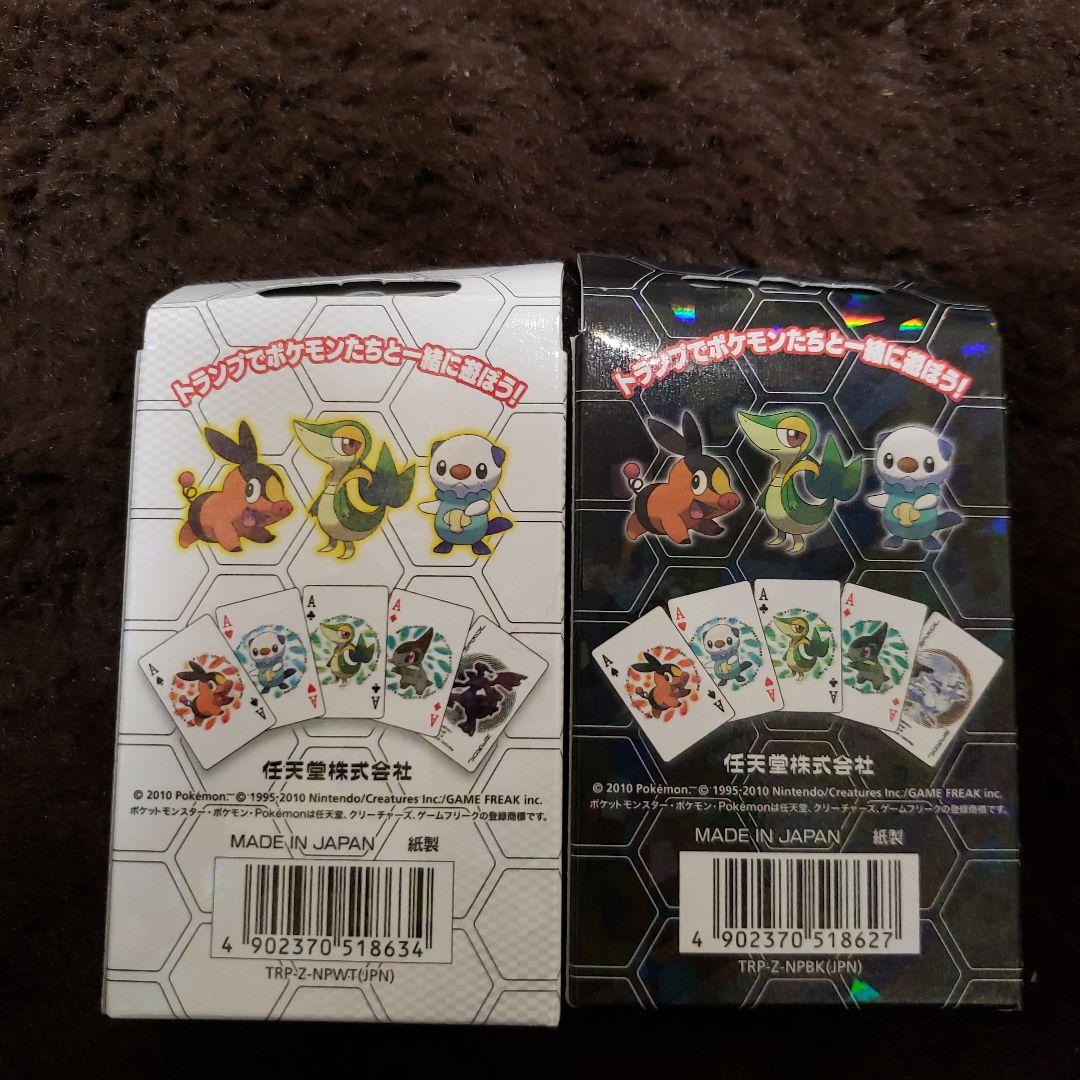 トランプでポケモンたちと一緒に遊ぼう!
A
A
A
A
A
A
A
A
任天堂株式会社
© 2010 Pokémon. © 1995-2010 Nintendo/Creatures Inc./GAME FREAK inc.
ポケットモンスター・ポケモン・Pokémonは任天堂、クリーチャーズ、ゲームフリークの登録商標です。
MADE IN JAPAN 紙製
4 902370 518634
TRP-Z-NPWT(JPN)
トランプでポケモンたちと一緒に遊ぼう!
A
A
A
A
A
A
A
A
任天堂株式会社
© 2010 Pokémon. © 1995-2010 Nintendo/Creatures Inc./GAME FREAK inc.
ポケットモンスター・ポケモン・Pokémonは任天堂、クリーチャーズ、ゲームフリークの登録商標です。
MADE IN JAPAN 紙製
4 902370 518627
TRP-Z-NPBK(JPN)